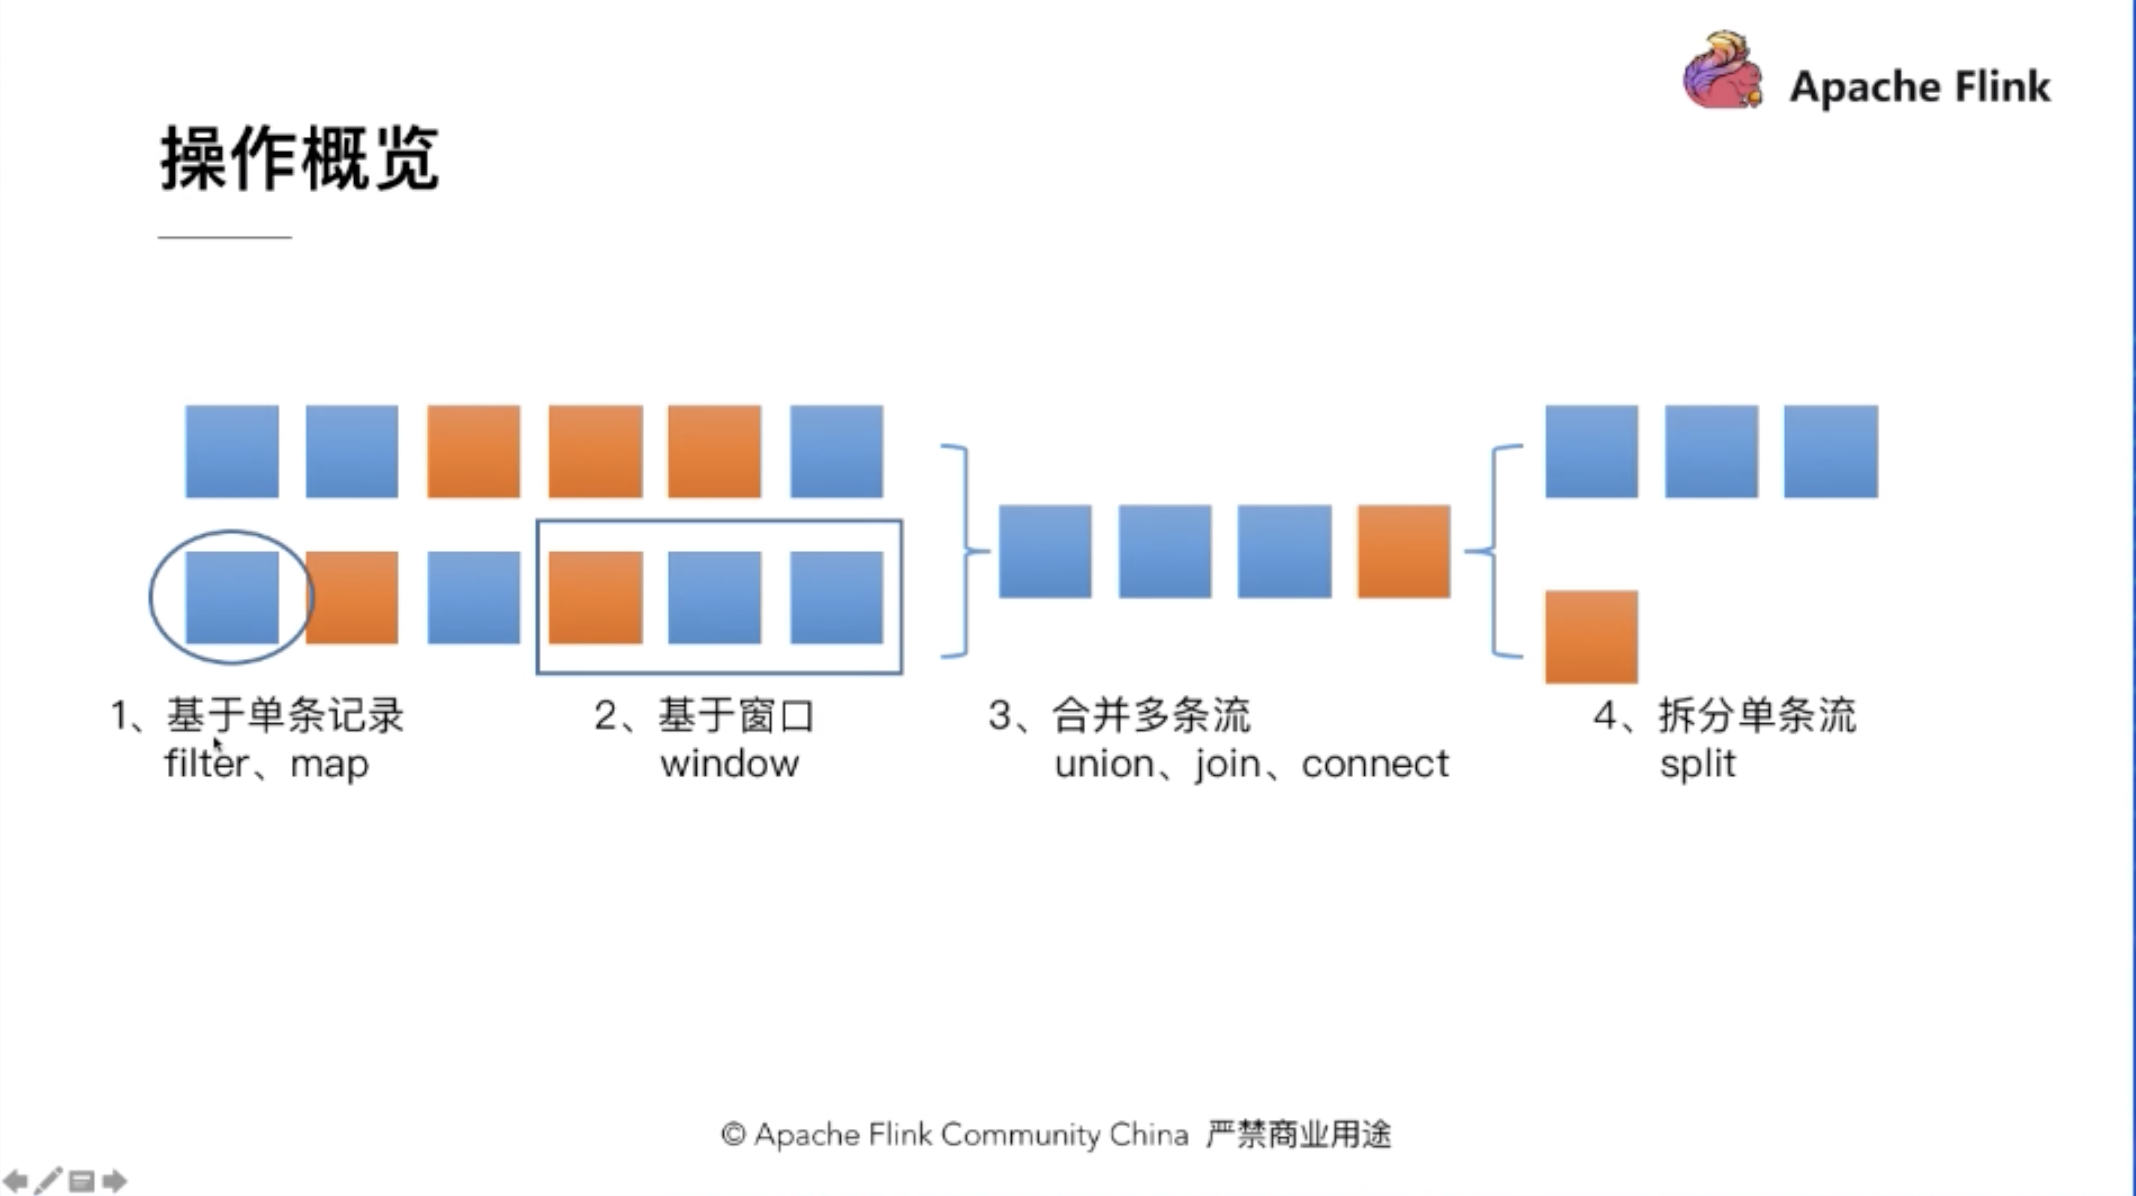 Apache Flink
操作概览
1、基于单条记录
filter、map
2、基于窗口
window
3、合并多条流
union、join、connect
4、拆分单条流
split
© Apache Flink Community China 严禁商业用途